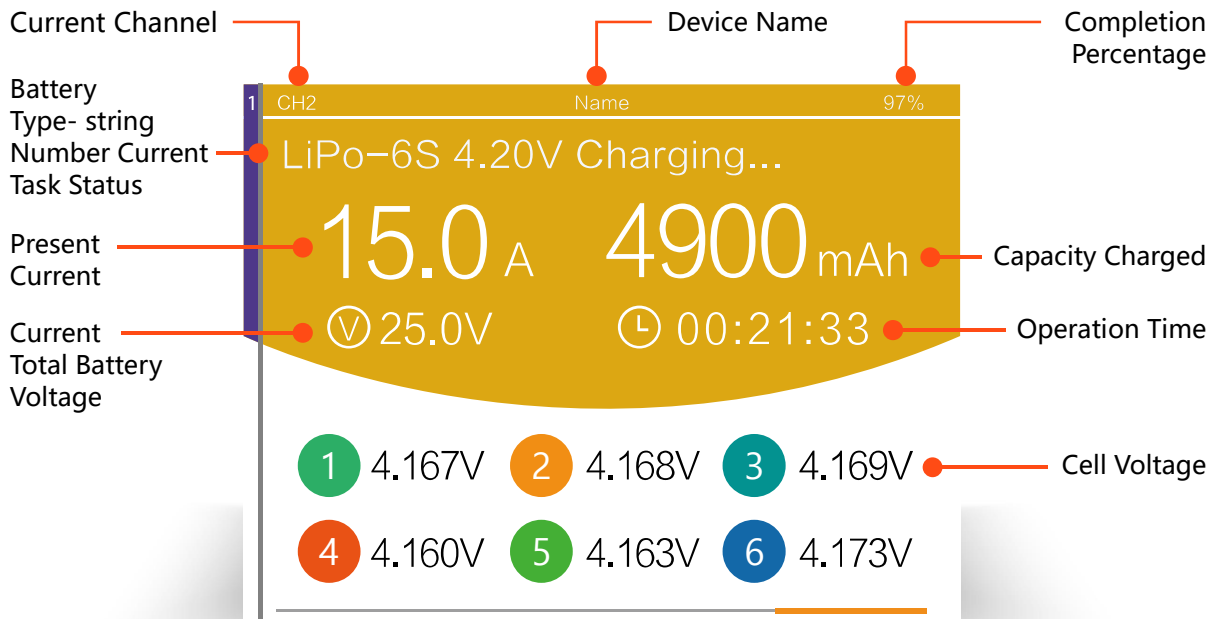 Current Channel
Device Name
Completion
Percentage
Battery
Type- string
Number Current
Task Status
1
CH2
Name
97%
LiPo-6S 4.20V Charging...
Present
Current
15.0 A
4900 mAh
Capacity Charged
Current
Total Battery
Voltage
V 25.0V
00:21:33
Operation Time
1 4.167V
2 4.168V
3 4.169V
Cell Voltage
4 4.160V
5 4.163V
6 4.173V